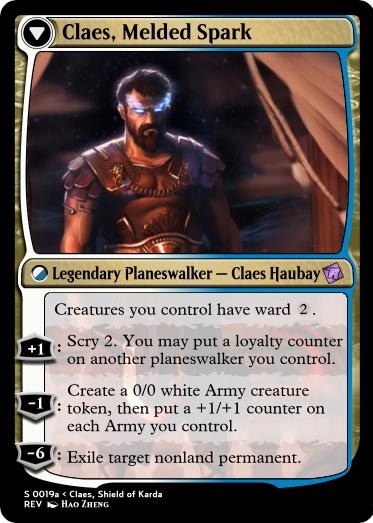 Claes, Melded Spark
Legendary Planeswalker — Claes Haubay
Creatures you control have ward 2.
+1: Scry 2. You may put a loyalty counter
on another planeswalker you control.
-1: Create a 0/0 white Army creature
token, then put a +1/+1 counter on
each Army you control.
-6: Exile target nonland permanent.
S 0019a < Claes, Shield of Karda
REV Hao Zheng